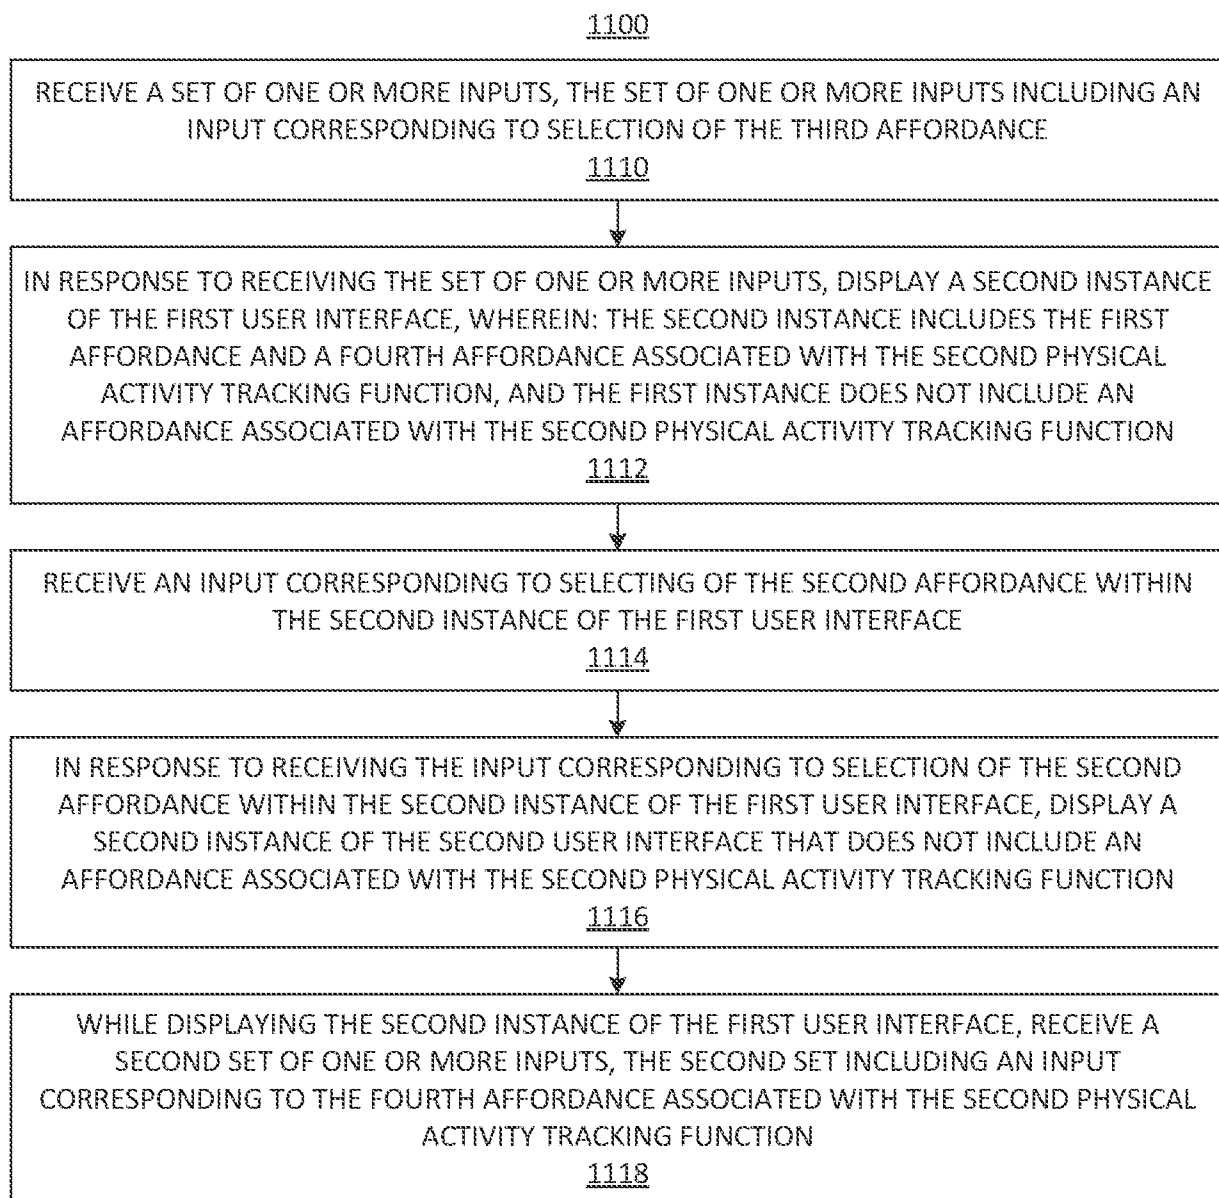 1100
RECEIVE A SET OF ONE OR MORE INPUTS, THE SET OF ONE OR MORE INPUTS INCLUDING AN
INPUT CORRESPONDING TO SELECTION OF THE THIRD AFFORDANCE
1110
IN RESPONSE TO RECEIVING THE SET OF ONE OR MORE INPUTS, DISPLAY A SECOND INSTANCE
OF THE FIRST USER INTERFACE, WHEREIN: THE SECOND INSTANCE INCLUDES THE FIRST
AFFORDANCE AND A FOURTH AFFORDANCE ASSOCIATED WITH THE SECOND PHYSICAL
ACTIVITY TRACKING FUNCTION, AND THE FIRST INSTANCE DOES NOT INCLUDE AN
AFFORDANCE ASSOCIATED WITH THE SECOND PHYSICAL ACTIVITY TRACKING FUNCTION
1112
RECEIVE AN INPUT CORRESPONDING TO SELECTING OF THE SECOND AFFORDANCE WITHIN
THE SECOND INSTANCE OF THE FIRST USER INTERFACE
1114
IN RESPONSE TO RECEIVING THE INPUT CORRESPONDING TO SELECTION OF THE SECOND
AFFORDANCE WITHIN THE SECOND INSTANCE OF THE FIRST USER INTERFACE, DISPLAY A
SECOND INSTANCE OF THE SECOND USER INTERFACE THAT DOES NOT INCLUDE AN
AFFORDANCE ASSOCIATED WITH THE SECOND PHYSICAL ACTIVITY TRACKING FUNCTION
1116
WHILE DISPLAYING THE SECOND INSTANCE OF THE FIRST USER INTERFACE, RECEIVE A
SECOND SET OF ONE OR MORE INPUTS, THE SECOND SET INCLUDING AN INPUT
CORRESPONDING TO THE FOURTH AFFORDANCE ASSOCIATED WITH THE SECOND PHYSICAL
ACTIVITY TRACKING FUNCTION
1118